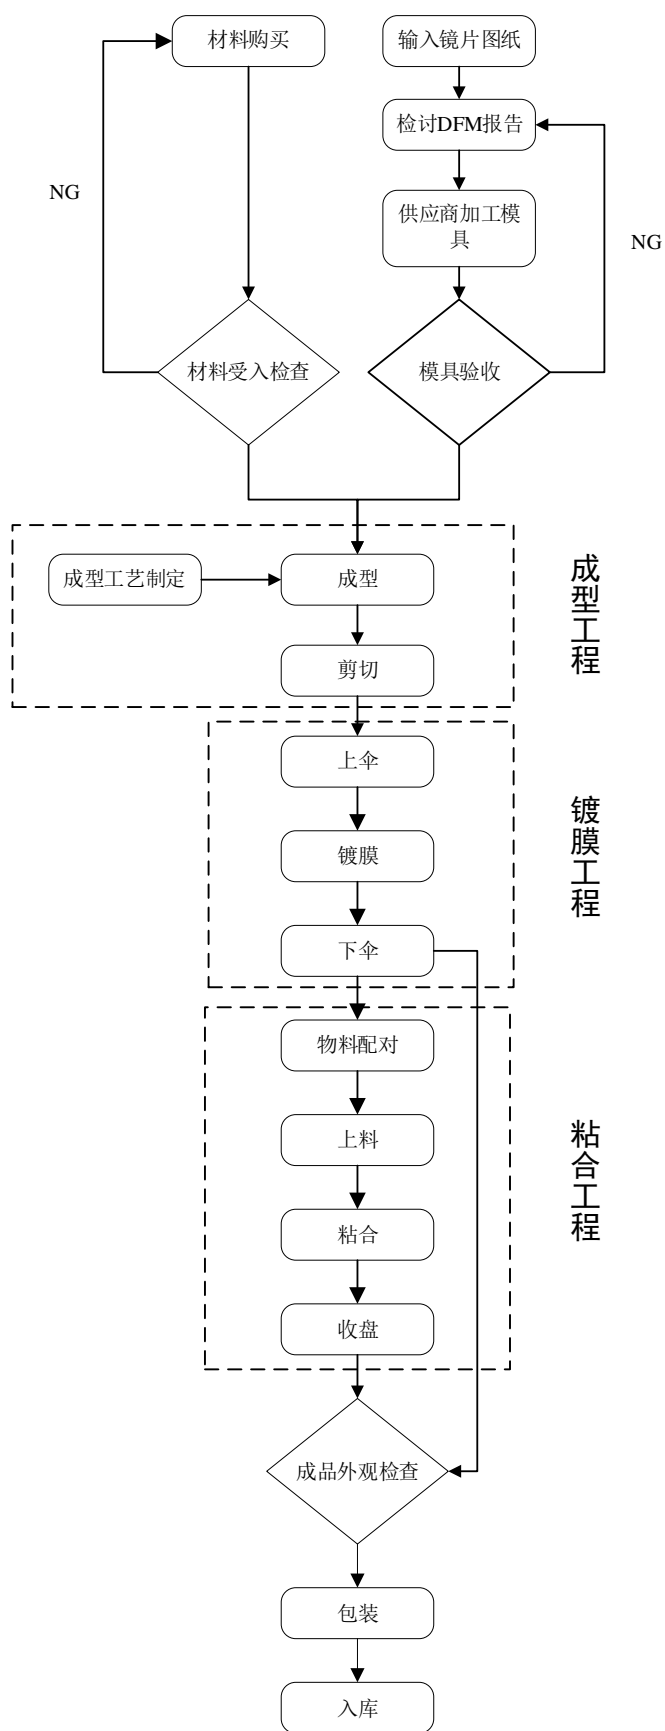 材料购买
输入镜片图纸
检讨DFM报告
NG
供应商加工模
具
NG
材料受入检查
模具验收
成型工程
成型工艺制定
成型
剪切
镀膜工程
上伞
镀膜
下伞
粘合工程
物料配对
上料
粘合
收盘
成品外观检查
包装
入库